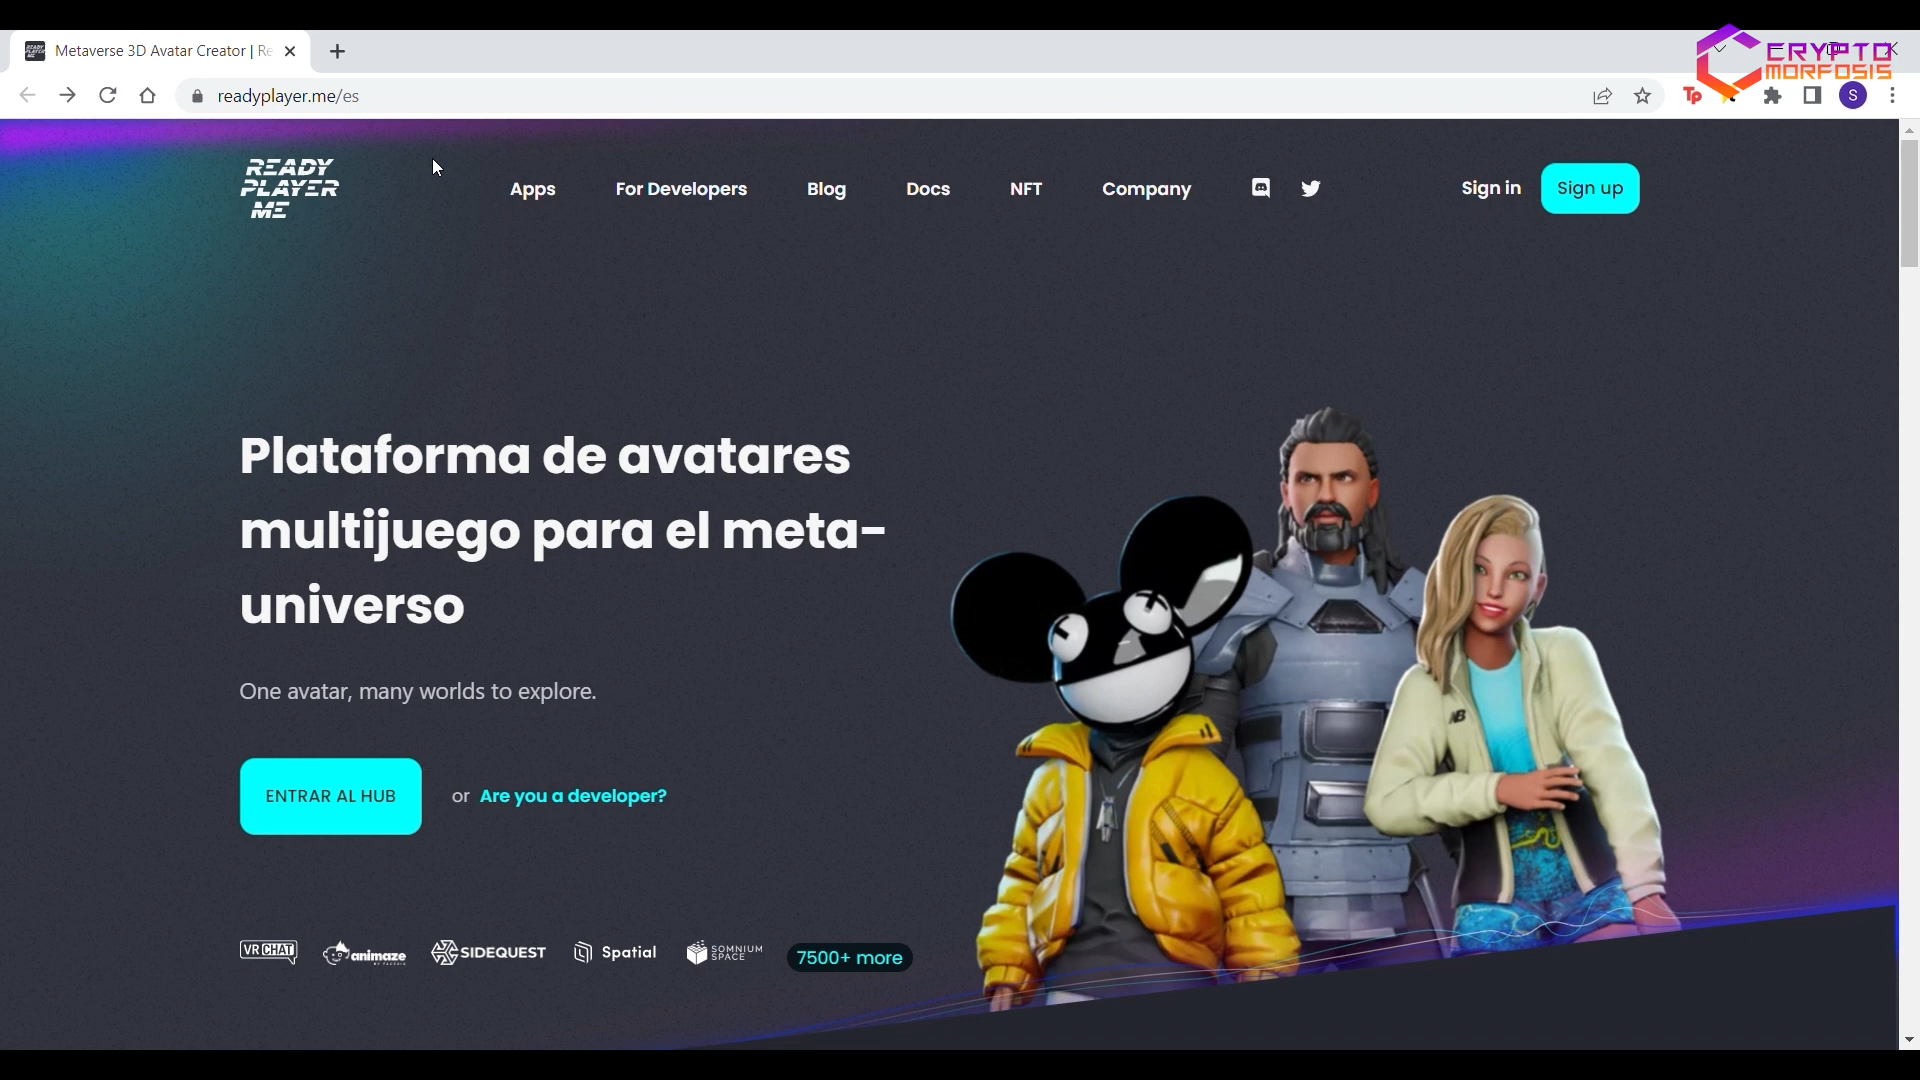 Metaverse 3D Avatar Creator | Re
CRYPTO
MORFOSIS
readyplayer.me/es
Tp
S
READY
PLAYER
ME
Apps
For Developers
Blog
Docs
NFT
Company
Sign in
Sign up
Plataforma de avatares
multijuego para el meta-
universo
One avatar, many worlds to explore.
ENTRAR AL HUB
or Are you a developer?
VRCHAT
animaze
SIDEQUEST
Spatial
SOMNIUM
SPACE
7500+ more
NB